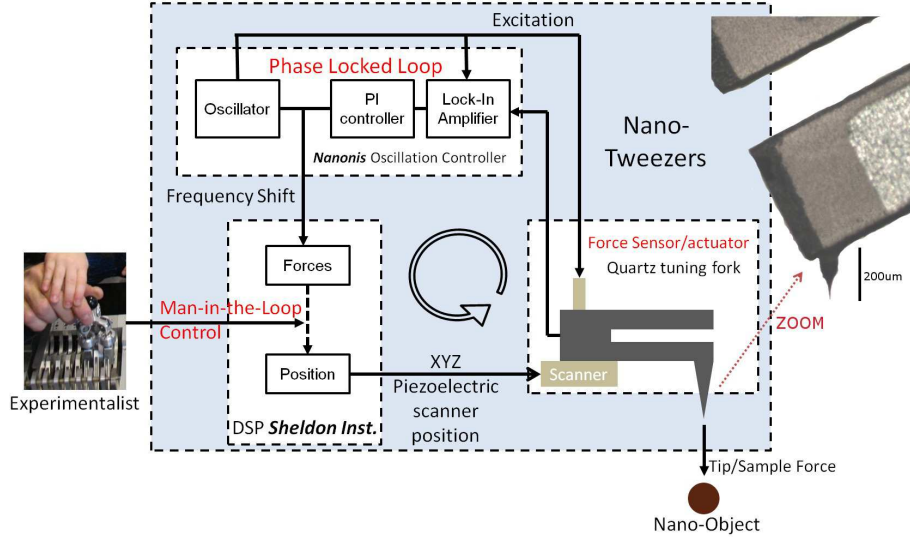 Excitation
Phase Locked Loop
Oscillator
PI
controller
Lock-In
Amplifier
Nanonis Oscillation Controller
Nano-
Tweezers
Frequency Shift
Forces
Force Sensor/actuator
Quartz tuning fork
200um
Man-in-the-Loop
Control
ZOOM
Position
XYZ
Piezoelectric
scanner
position
Scanner
Experimentalist
DSP Sheldon Inst.
Tip/Sample Force
Nano-Object